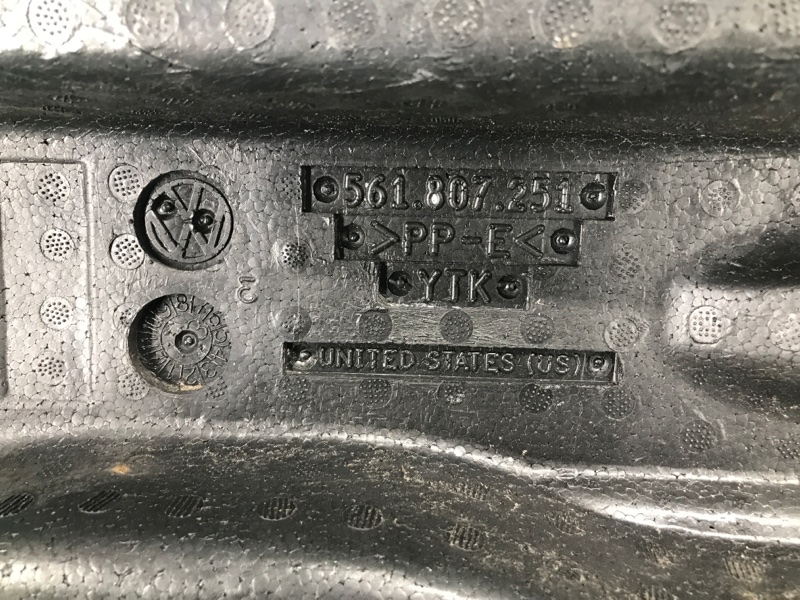 561.807.251
>PP-E<
YTK
UNITED STATES (US)